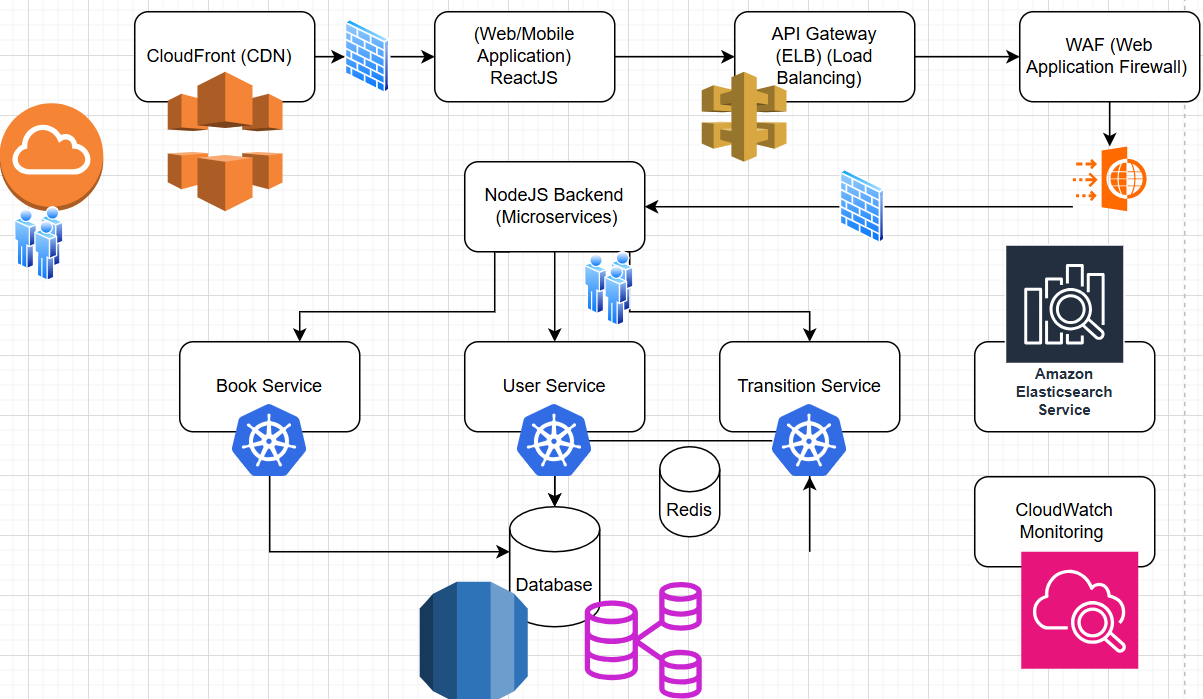 CloudFront (CDN)
(Web/Mobile
Application)
ReactJS
API Gateway
(ELB) (Load
Balancing)
WAF (Web
Application Firewall)
NodeJS Backend
(Microservices)
Book Service
User Service
Transition Service
Amazon
Elasticsearch
Service
Redis
CloudWatch
Monitoring
Database